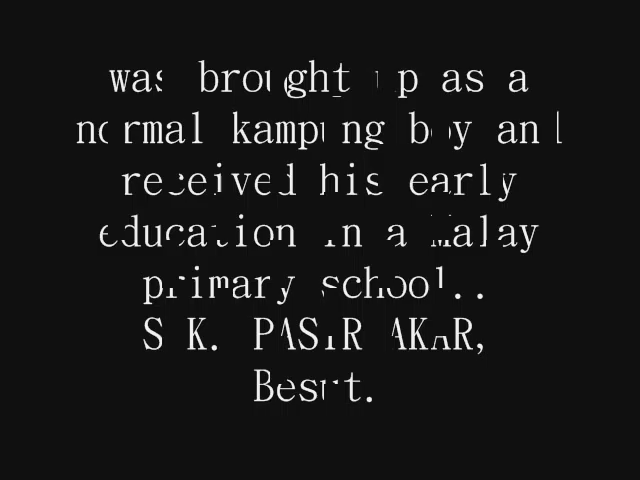 was brought up as a
normal kampung boy and
received his early
education in a Malay
primary school..
S.K. PASIR AKAR,
Besut.